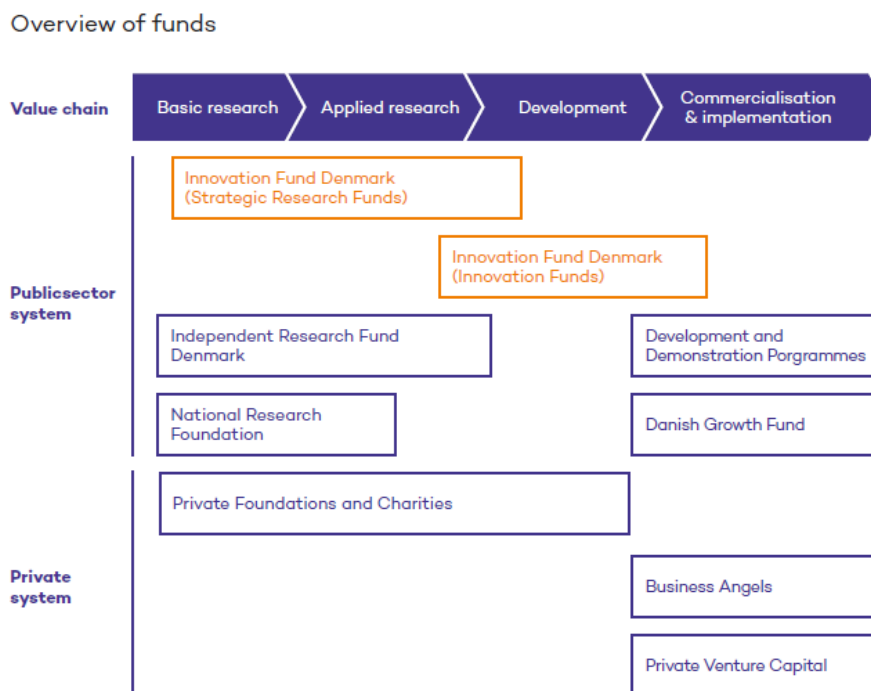 Overview of funds
Value chain
Basic research
Applied research
Development
Commercialisation
& implementation
Publicsector
system
Innovation Fund Denmark
(Strategic Research Funds)
Innovation Fund Denmark
(Innovation Funds)
Independent Research Fund
Denmark
Development and
Demonstration Porgrammes
National Research
Foundation
Danish Growth Fund
Private
system
Private Foundations and Charities
Business Angels
Private Venture Capital